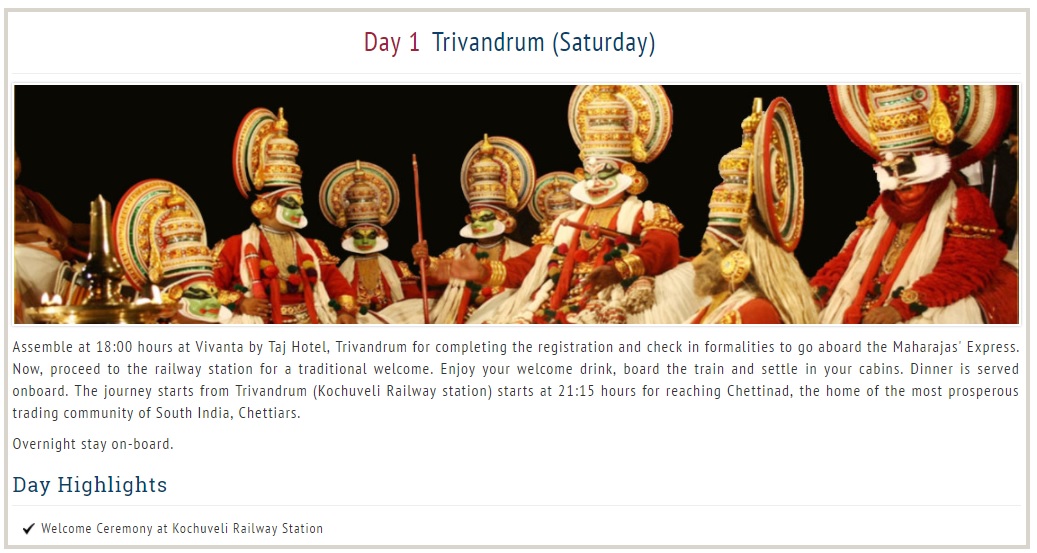 Day 1 Trivandrum (Saturday)
Assemble at 18:00 hours at Vivanta by Taj Hotel, Trivandrum for completing the registration and check in formalities to go aboard the Maharajas' Express.
Now, proceed to the railway station for a traditional welcome. Enjoy your welcome drink, board the train and settle in your cabins. Dinner is served
onboard. The journey starts from Trivandrum (Kochuveli Railway station) starts at 21:15 hours for reaching Chettinad, the home of the most prosperous
trading community of South India, Chettiars.
Overnight stay on-board.
Day Highlights
Welcome Ceremony at Kochuveli Railway Station